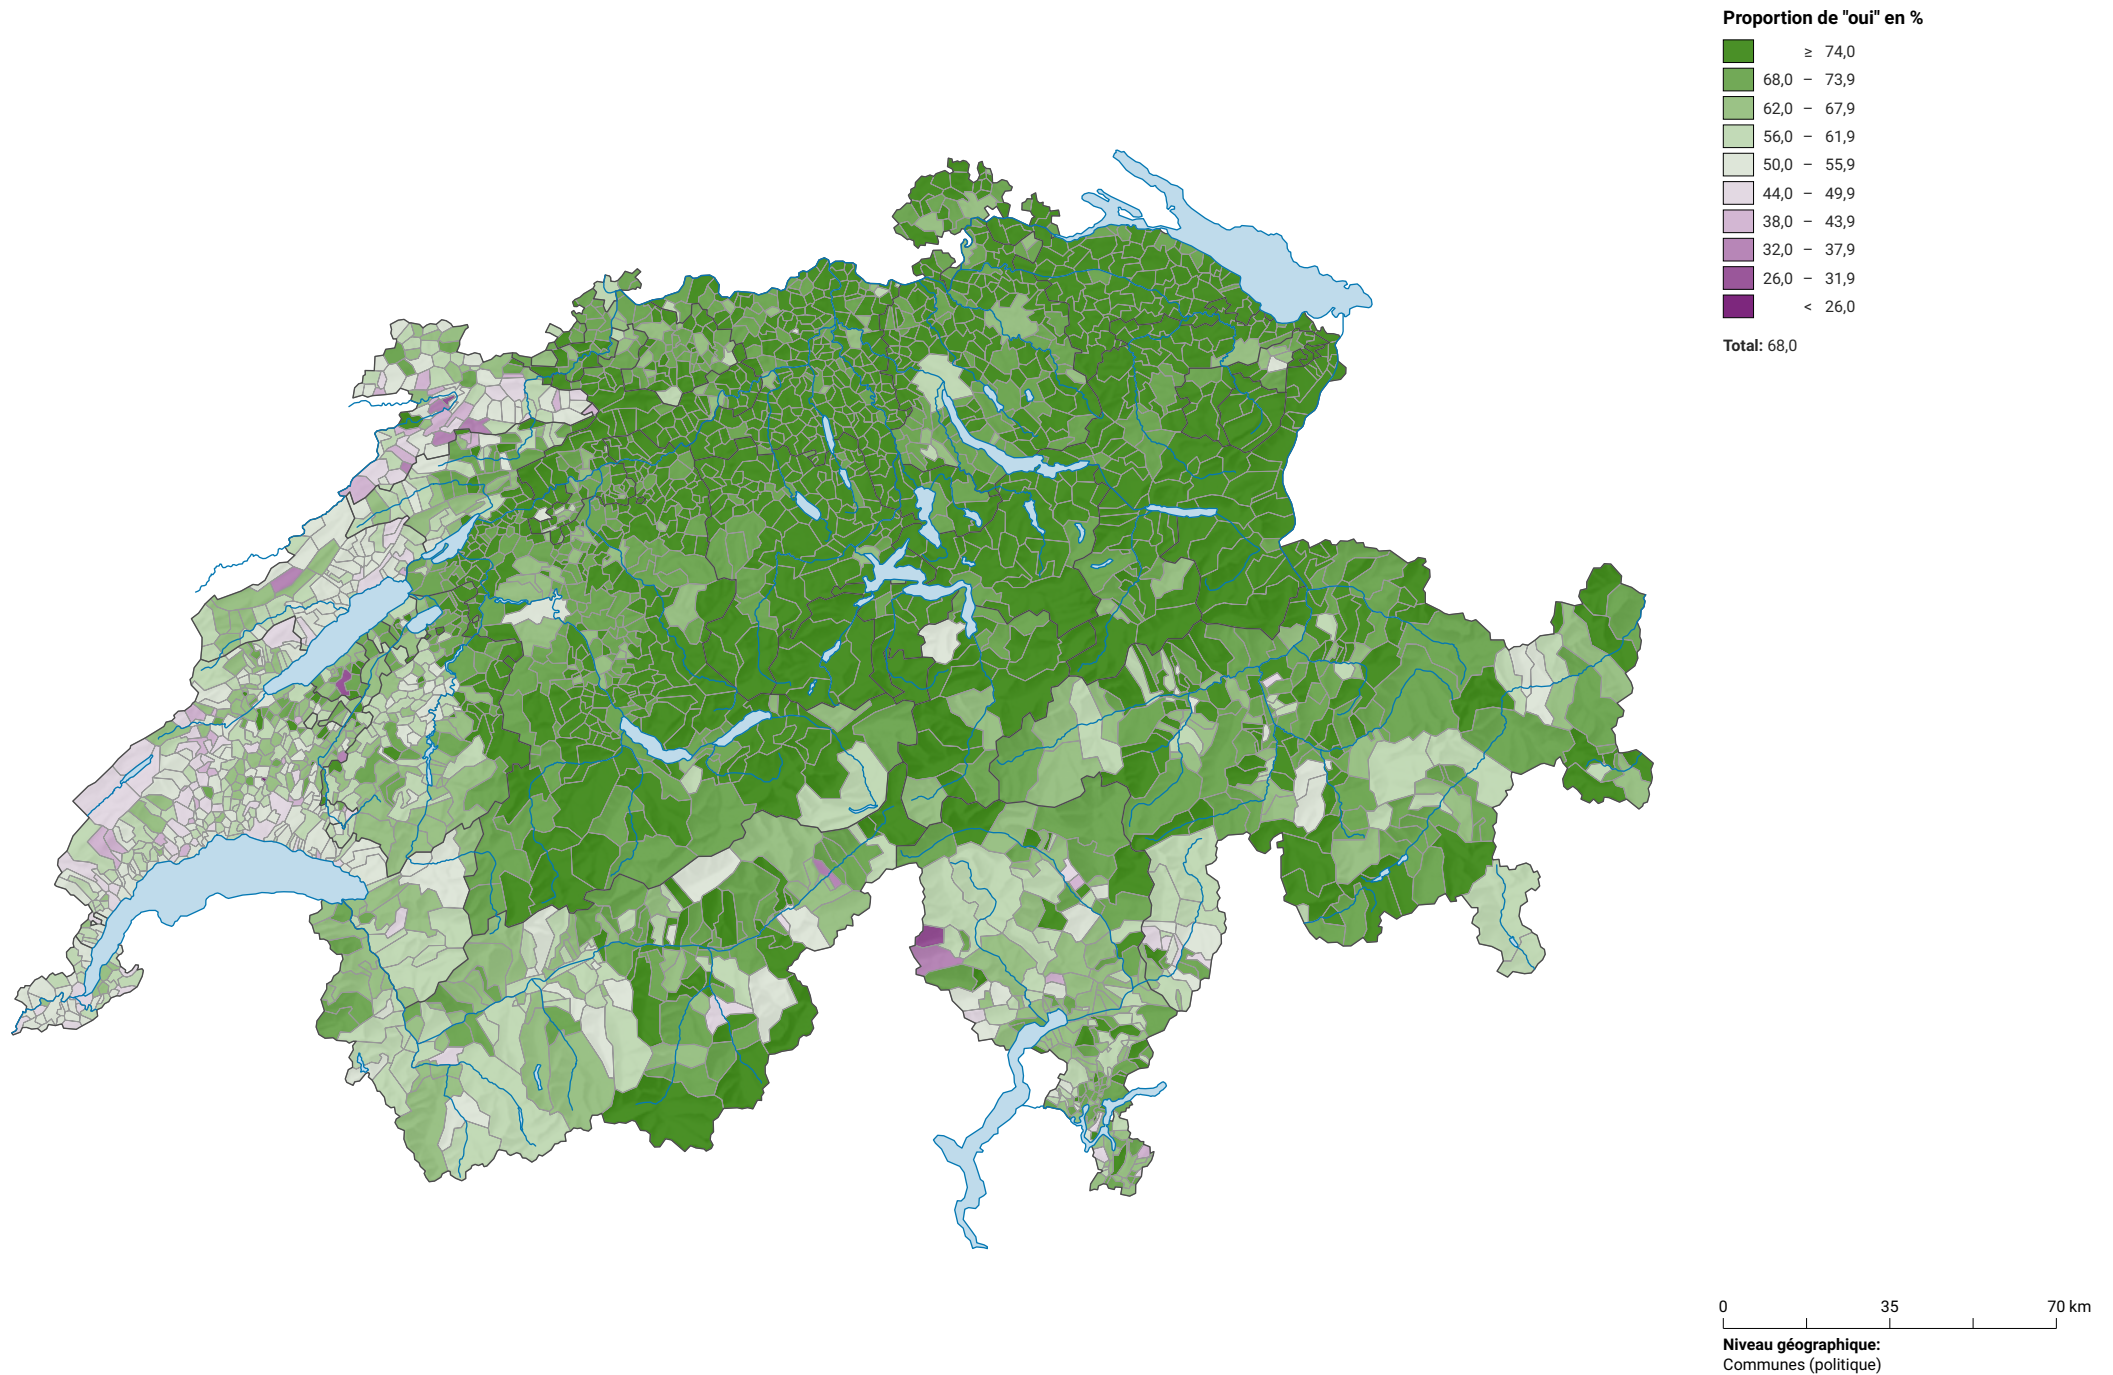 Proportion de "oui" en %
≥ 74,0
68,0 – 73,9
62,0 – 67,9
56,0 – 61,9
50,0 – 55,9
44,0 – 49,9
38,0 – 43,9
32,0 – 37,9
26,0 – 31,9
< 26,0
Total: 68,0
0 35 70 km
Niveau géographique:
Communes (politique)